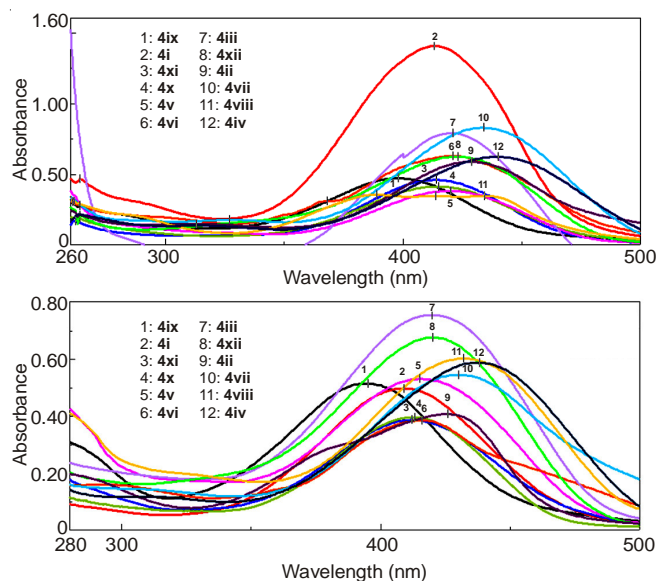 1.60
1.00
0.50
0
Absorbance
1: 4ix 7: 4iii
2: 4i 8: 4xii
3: 4xi 9: 4ii
4: 4x 10: 4vii
5: 4v 11: 4viii
6: 4vi 12: 4iv
2
7
10
6 8
9
12
3
4
5
11
260 300 400 500
Wavelength (nm)
0.80
0.60
0.40
0.20
0
Absorbance
1: 4ix 7: 4iii
2: 4i 8: 4xii
3: 4xi 9: 4ii
4: 4x 10: 4vii
5: 4v 11: 4viii
6: 4vi 12: 4iv
7
8
11 12
1 2 5 10
3 4 6 9
280 300 400 500
Wavelength (nm)